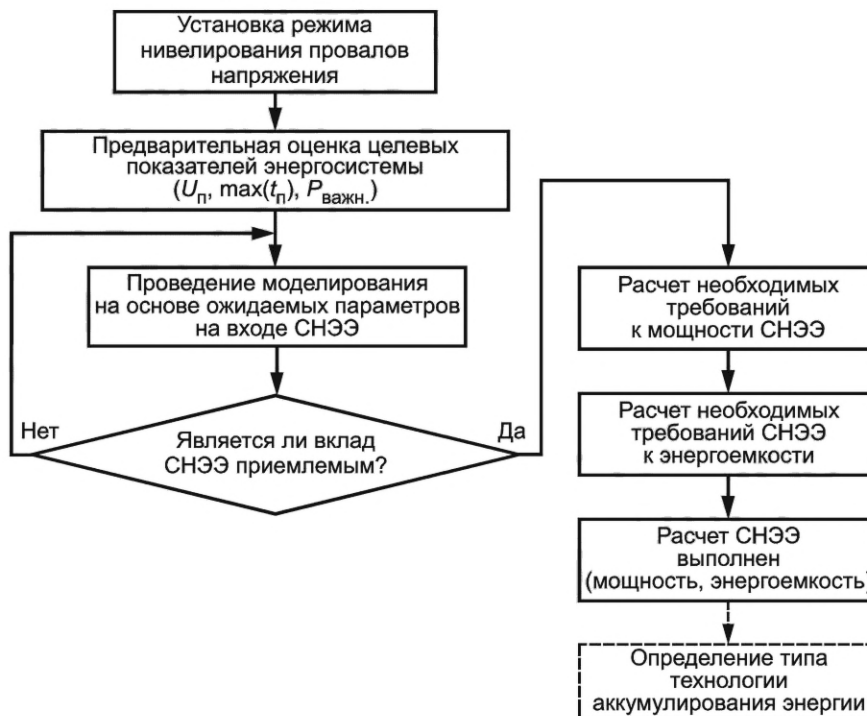 Установка режима
нивелирования провалов
напряжения
Предварительная оценка целевых
показателей энергосистемы
(Uп, max(tп), Pважн.)
Проведение моделирования
на основе ожидаемых параметров
на входе СНЭЭ
Нет
Является ли вклад
СНЭЭ приемлемым?
Да
Расчет необходимых
требований
к мощности СНЭЭ
Расчет необходимых
требований СНЭЭ
к энергоемкости
Расчет СНЭЭ
выполнен
(мощность, энергоемкость)
Определение типа
технологии
аккумулирования энергии